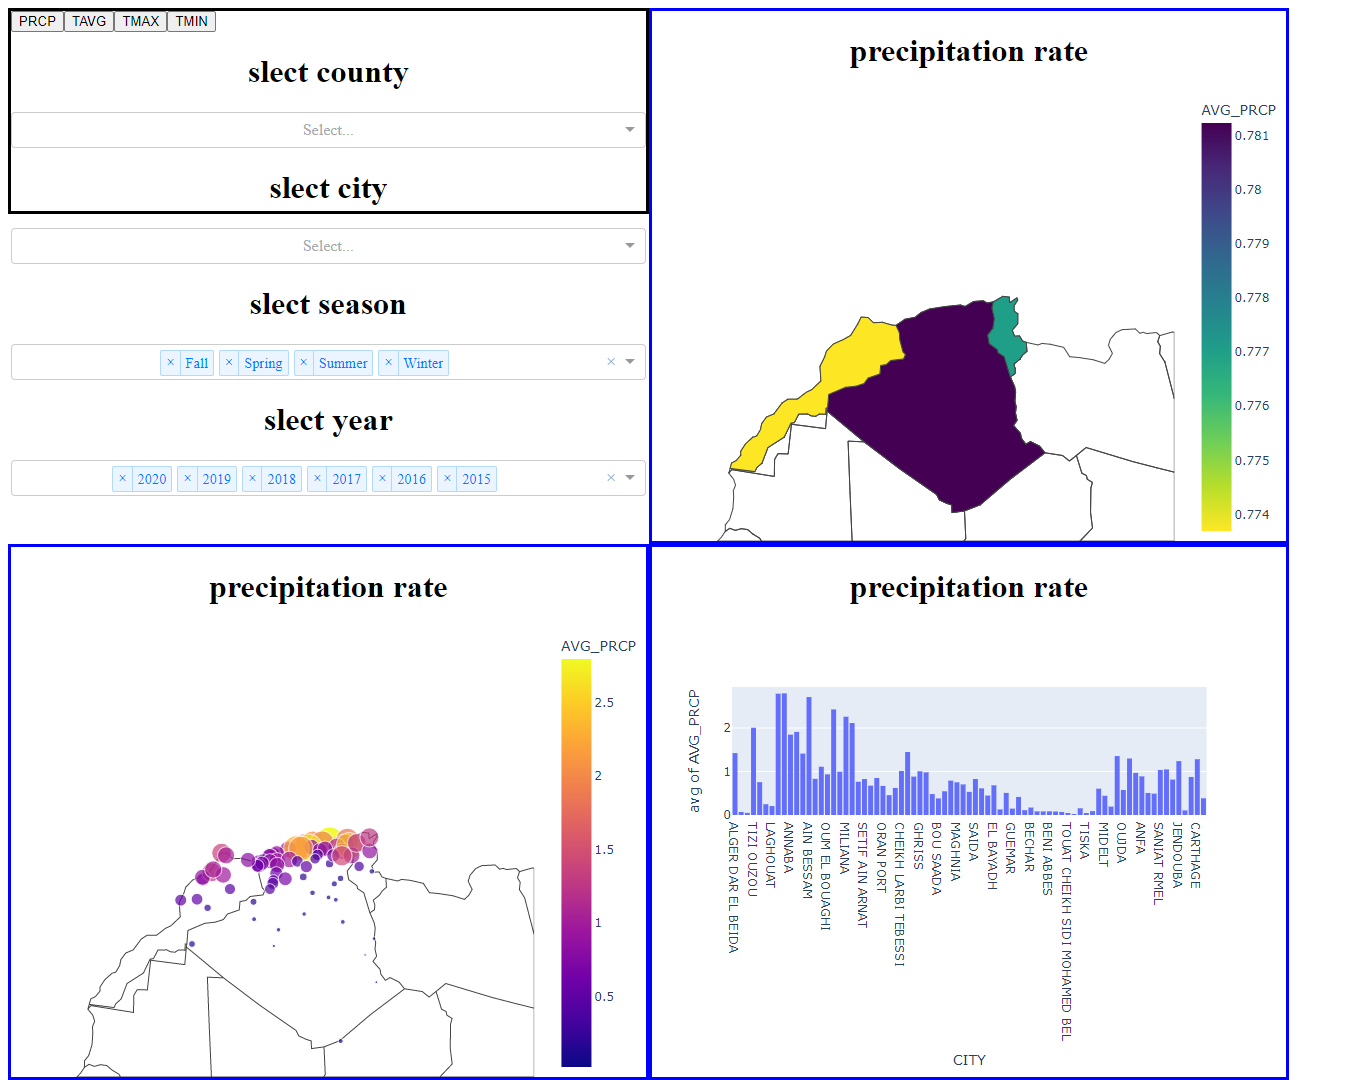 PRCP TAVG TMAX TMIN
slect county
Select...
slect city
Select...
slect season
× Fall × Spring × Summer × Winter ×
slect year
× 2020 × 2019 × 2018 × 2017 × 2016 × 2015 ×
precipitation rate
AVG_PRCP
0.781
0.78
0.779
0.778
0.777
0.776
0.775
0.774
precipitation rate
AVG_PRCP
2.5
2
1.5
1
0.5
precipitation rate
avg of AVG_PRCP
2
1
0
ALGER DAR EL BEIDA
TIZI OUZOU
LAGHOUAT
ANNABA
AIN BESSAM
OUM EL BOUAGHI
MILIANA
SETIF AIN ARNAT
ORAN PORT
CHEIKH LARBI TEBESSI
GHRISS
BOU SAADA
MAGHNIA
SAIDA
EL BAYADH
GUEMAR
BECHAR
BENI ABBES
TOUAT CHEIKH SIDI MOHAMED BEL
TISKA
MIDELT
OUJDA
ANFA
SANIAT RMEL
JENDOUBA
CARTHAGE
CITY